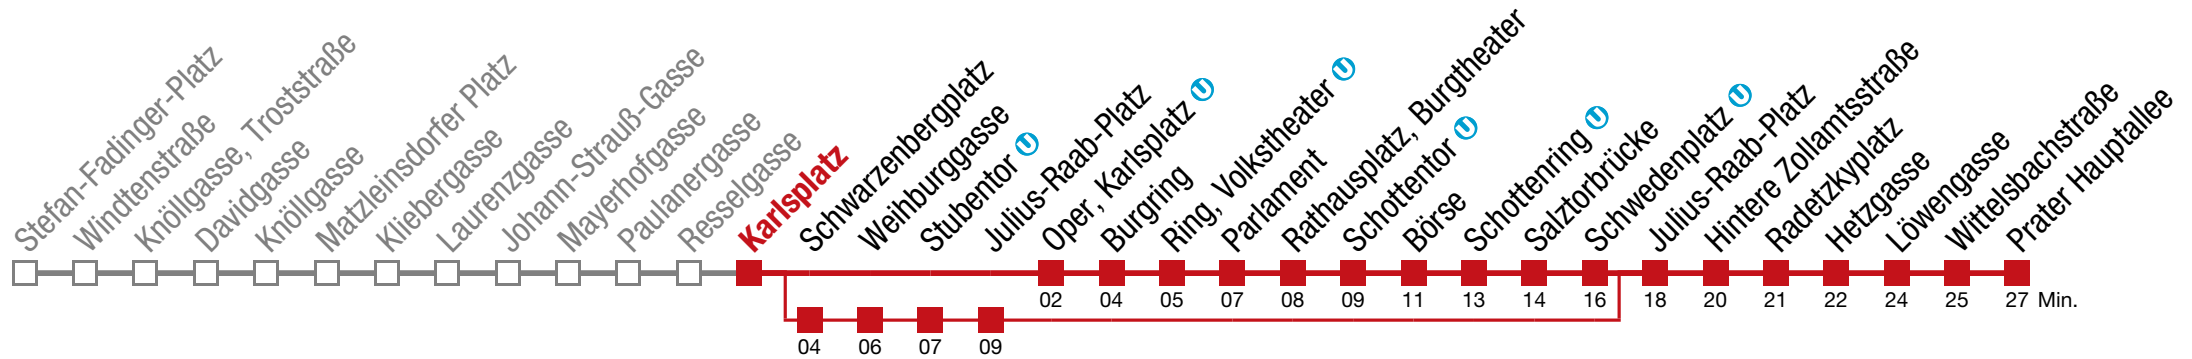 Stefan-Fadinger-Platz
Windtenstraße
Knöllgasse, Troststraße
Davidgasse
Knöllgasse
Matzleinsdorfer Platz
Kliebergasse
Laurenzgasse
Johann-Strauß-Gasse
Mayerhofgasse
Paulanergasse
Resselgasse
Karlsplatz
Schwarzenbergplatz
Weihburggasse
Stubentor U
Julius-Raab-Platz
Oper, Karlsplatz U
Burgring
Ring, Volkstheater U
Parlament
Rathausplatz, Burgtheater
Schottentor U
Börse
Schottenring U
Salztorbrücke
Schwedenplatz U
Julius-Raab-Platz
Hintere Zollamtsstraße
Radetzkyplatz
Hetzgasse
Löwengasse
Wittelsbachstraße
Prater Hauptallee
02 04 05 07 08 09 11 13 14 16 18 20 21 22 24 25 27 Min.
04 06 07 09